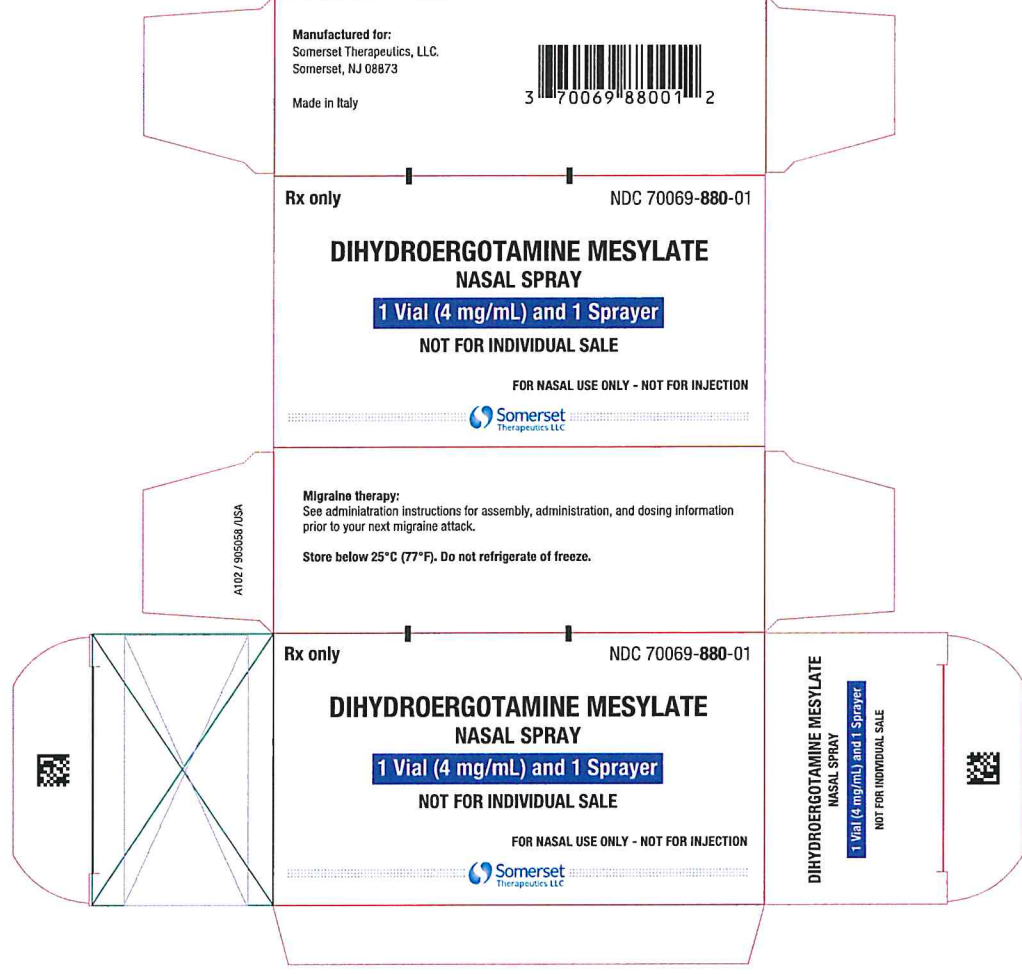 Manufactured for:
Somerset Therapeutics, LLC.
Somerset, NJ 08873
Made in Italy
3 70069 88001 2
Rx only
NDC 70069-880-01
DIHYDROERGOTAMINE MESYLATE
NASAL SPRAY
1 Vial (4 mg/mL) and 1 Sprayer
NOT FOR INDIVIDUAL SALE
FOR NASAL USE ONLY - NOT FOR INJECTION
Somerset
Therapeutics LLC
A102 / 905058 /USA
Migraine therapy:
See adminiatration instructions for assembly, administration, and dosing information
prior to your next migraine attack.
Store below 25°C (77°F). Do not refrigerate of freeze.
Rx only
NDC 70069-880-01
DIHYDROERGOTAMINE MESYLATE
NASAL SPRAY
1 Vial (4 mg/mL) and 1 Sprayer
NOT FOR INDIVIDUAL SALE
FOR NASAL USE ONLY - NOT FOR INJECTION
Somerset
Therapeutics LLC
DIHYDROERGOTAMINE MESYLATE
NASAL SPRAY
1 Vial (4 mg/mL) and 1 Sprayer
NOT FOR INDIVIDUAL SALE